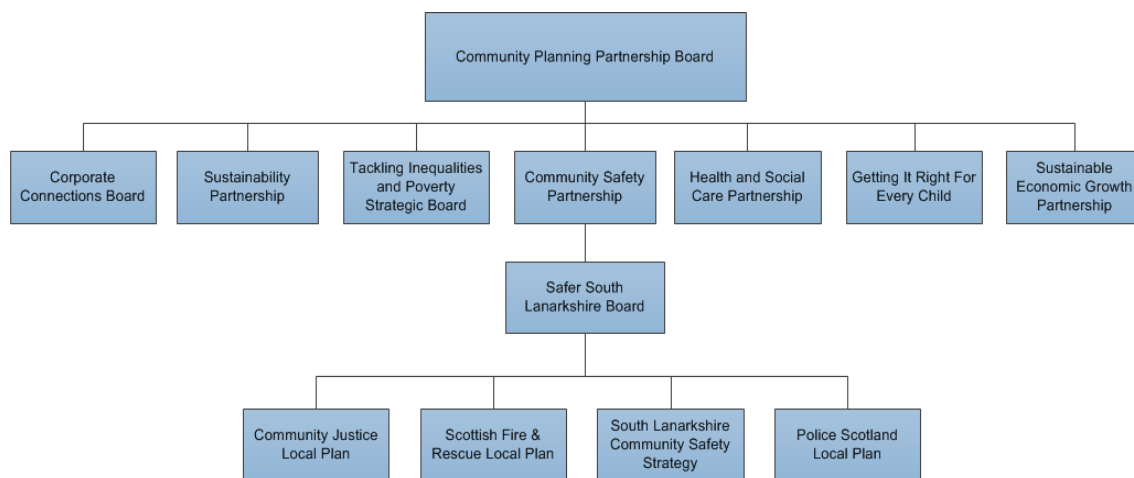 Community Planning Partnership Board
Corporate
Connections Board
Sustainability
Partnership
Tackling Inequalities
and Poverty
Strategic Board
Community Safety
Partnership
Health and Social
Care Partnership
Getting It Right For
Every Child
Sustainable
Economic Growth
Partnership
Safer South
Lanarkshire Board
Community Justice
Local Plan
Scottish Fire &
Rescue Local Plan
South Lanarkshire
Community Safety
Strategy
Police Scotland
Local Plan